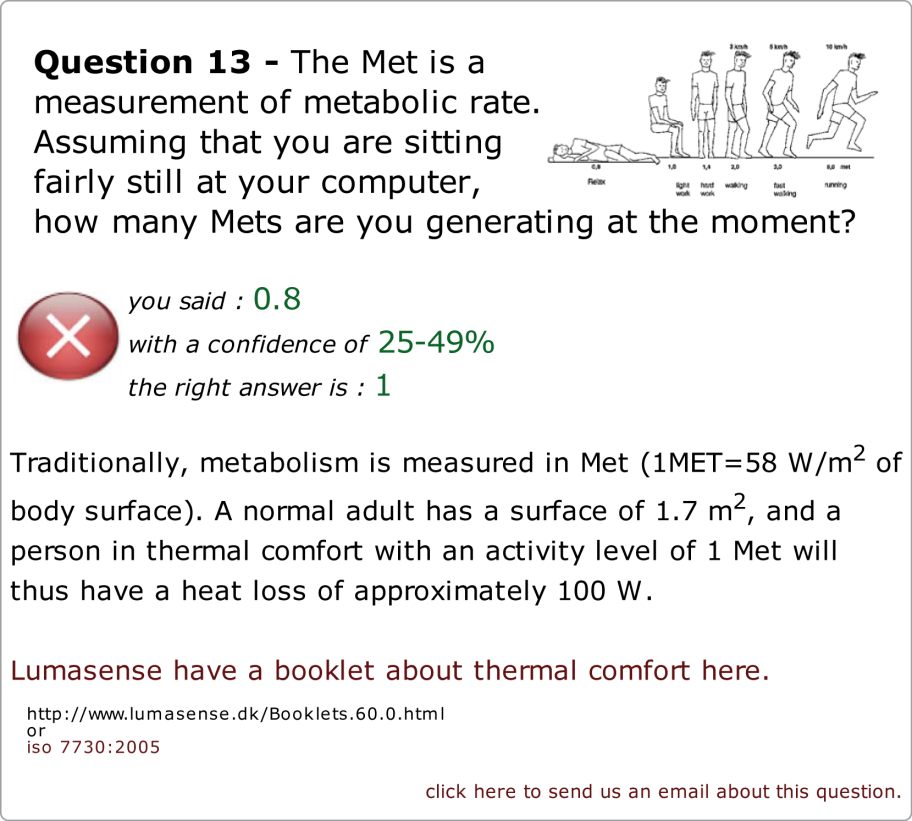 Question 13 - The Met is a
measurement of metabolic rate.
Assuming that you are sitting
fairly still at your computer,
how many Mets are you generating at the moment?
3 km/h 5 km/h 10 km/h
0,8 1,0 1,4 2,0 3,0 met
Relax light work hard work walking fast walking running
you said : 0.8
with a confidence of 25-49%
the right answer is : 1
Traditionally, metabolism is measured in Met (1MET=58 W/m² of
body surface). A normal adult has a surface of 1.7 m², and a
person in thermal comfort with an activity level of 1 Met will
thus have a heat loss of approximately 100 W.
Lumasense have a booklet about thermal comfort here.
http://www.lumasense.dk/Booklets.60.0.html
or
iso 7730:2005
click here to send us an email about this question.